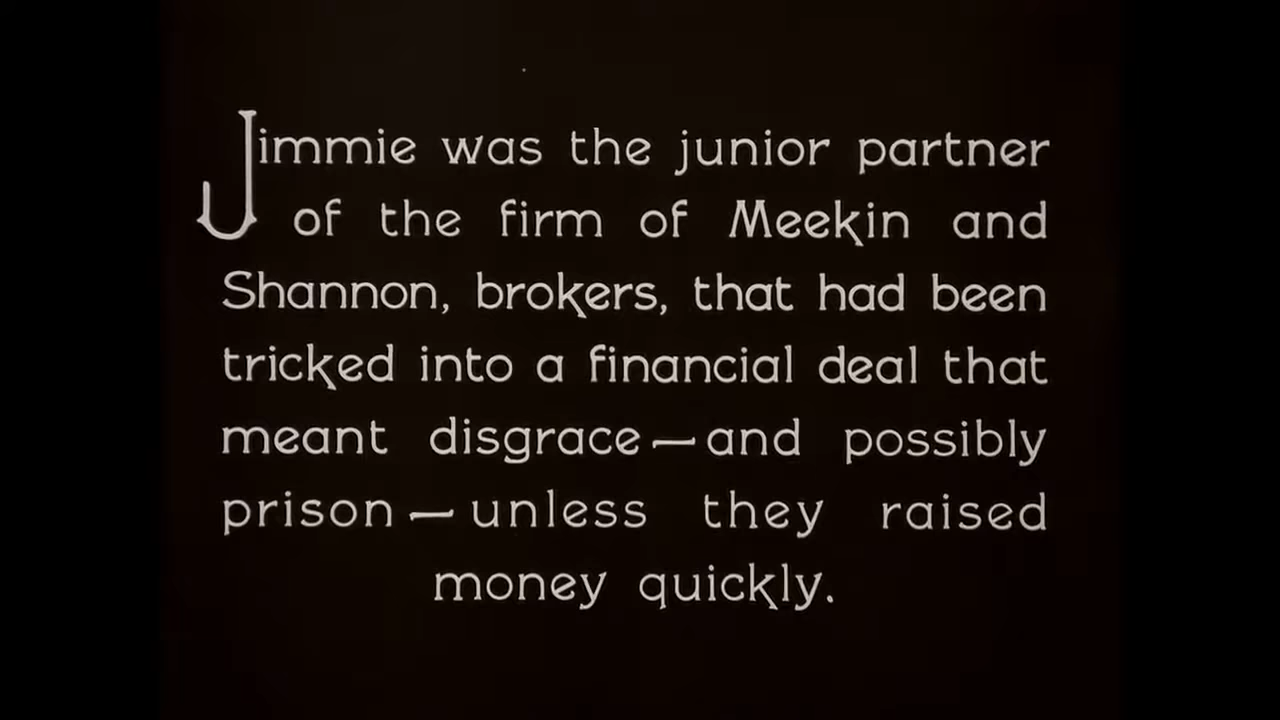 Jimmie was the junior partner
of the firm of Meekin and
Shannon, brokers, that had been
tricked into a financial deal that
meant disgrace—and possibly
prison—unless they raised
money quickly.